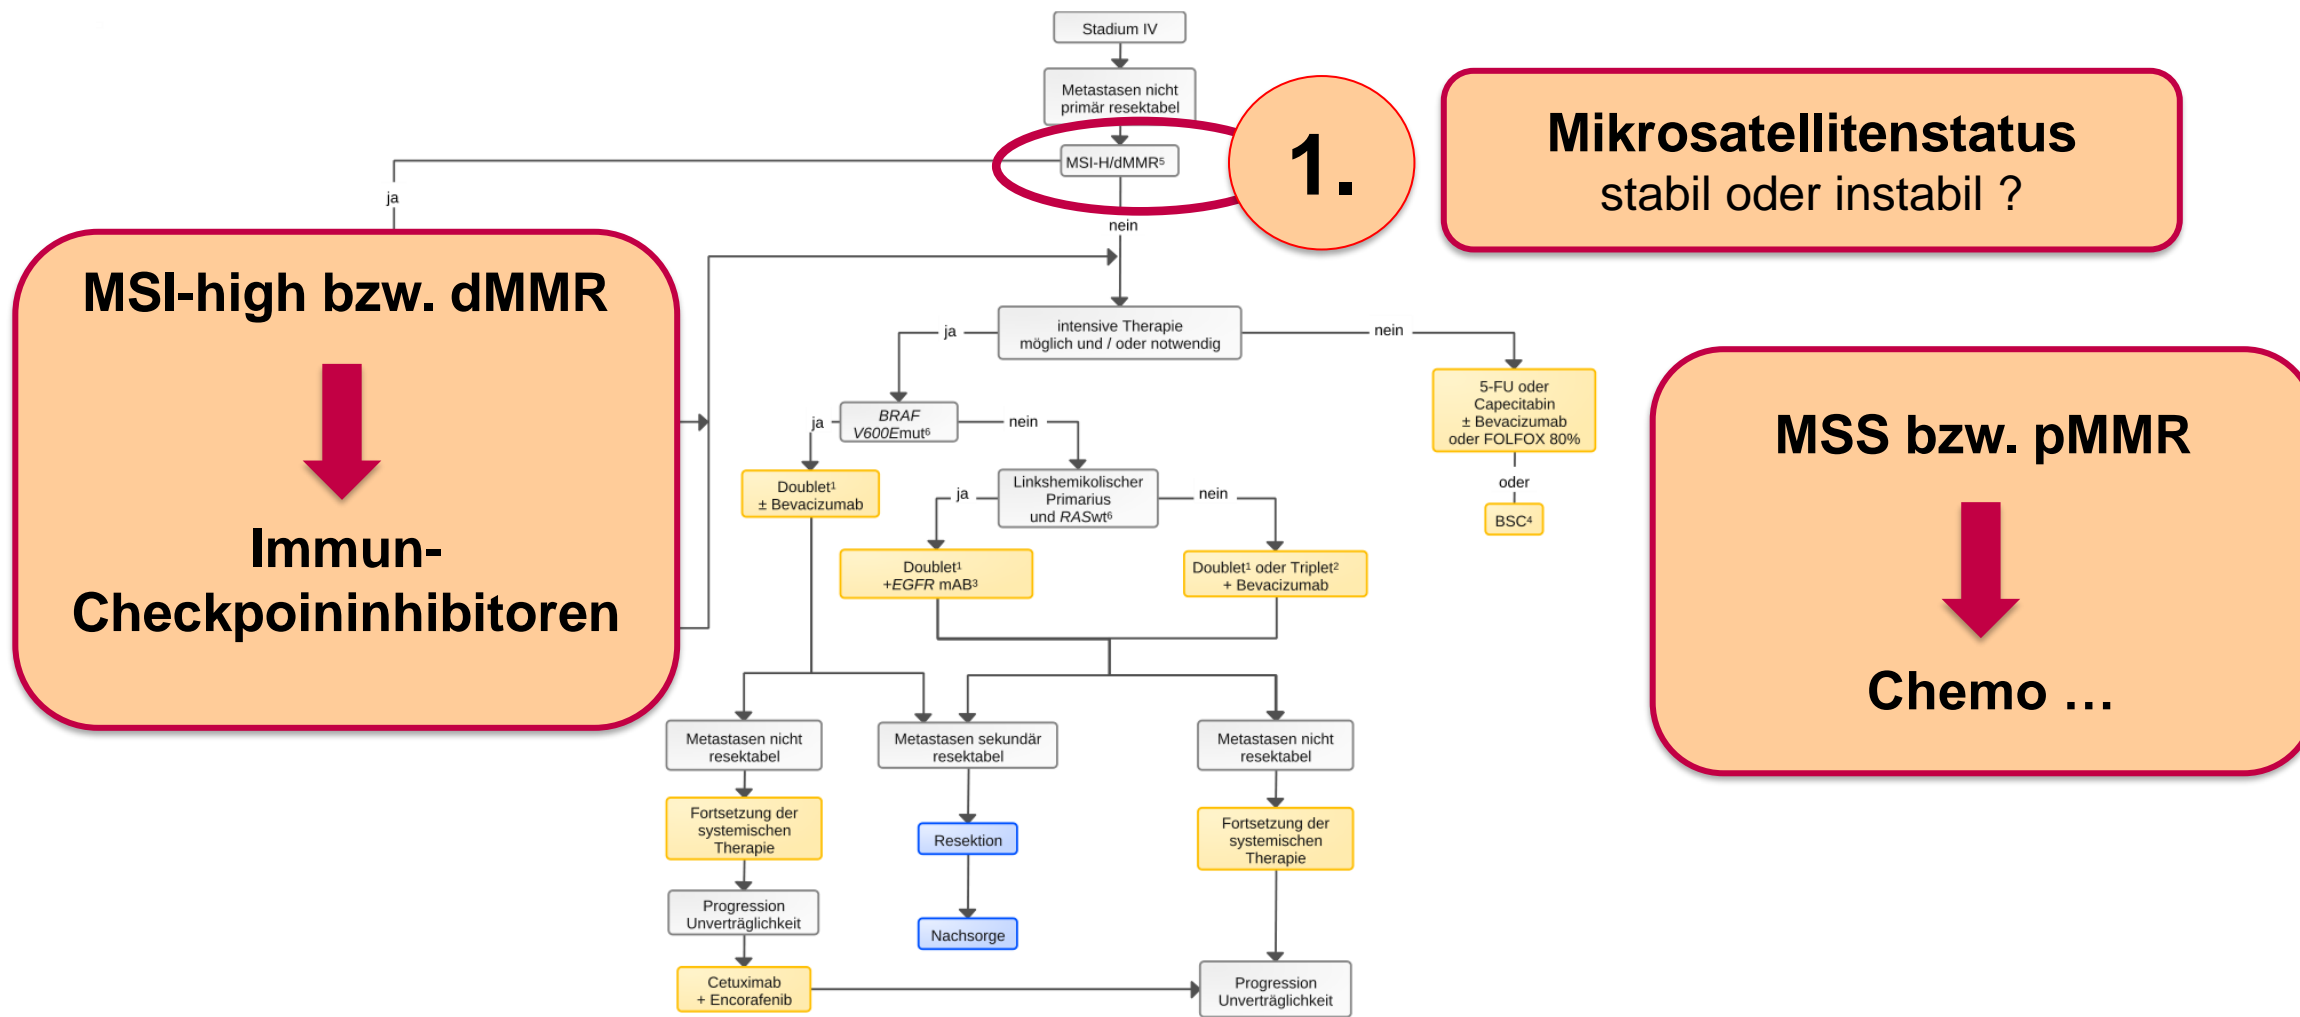 Stadium IV
Metastasen nicht
primär resektabel
MSI-H/dMMR⁵
1.
Mikrosatellitenstatus
stabil oder instabil ?
ja
nein
MSI-high bzw. dMMR
Immun-
Checkpoininhibitoren
intensive Therapie
möglich und / oder notwendig
ja
nein
5-FU oder
Capecitabin
± Bevacizumab
oder FOLFOX 80%
oder
BSC⁴
MSS bzw. pMMR
Chemo …
BRAF
V600Emut⁶
ja
nein
Doublet¹
± Bevacizumab
Linkshemikolischer
Primarius
und RASwt⁶
ja
nein
Doublet¹
+EGFR mAB³
Doublet¹ oder Triplet²
+ Bevacizumab
Metastasen nicht
resektabel
Metastasen sekundär
resektabel
Metastasen nicht
resektabel
Fortsetzung der
systemischen
Therapie
Resektion
Fortsetzung der
systemischen
Therapie
Progression
Unverträglichkeit
Nachsorge
Cetuximab
+ Encorafenib
Progression
Unverträglichkeit